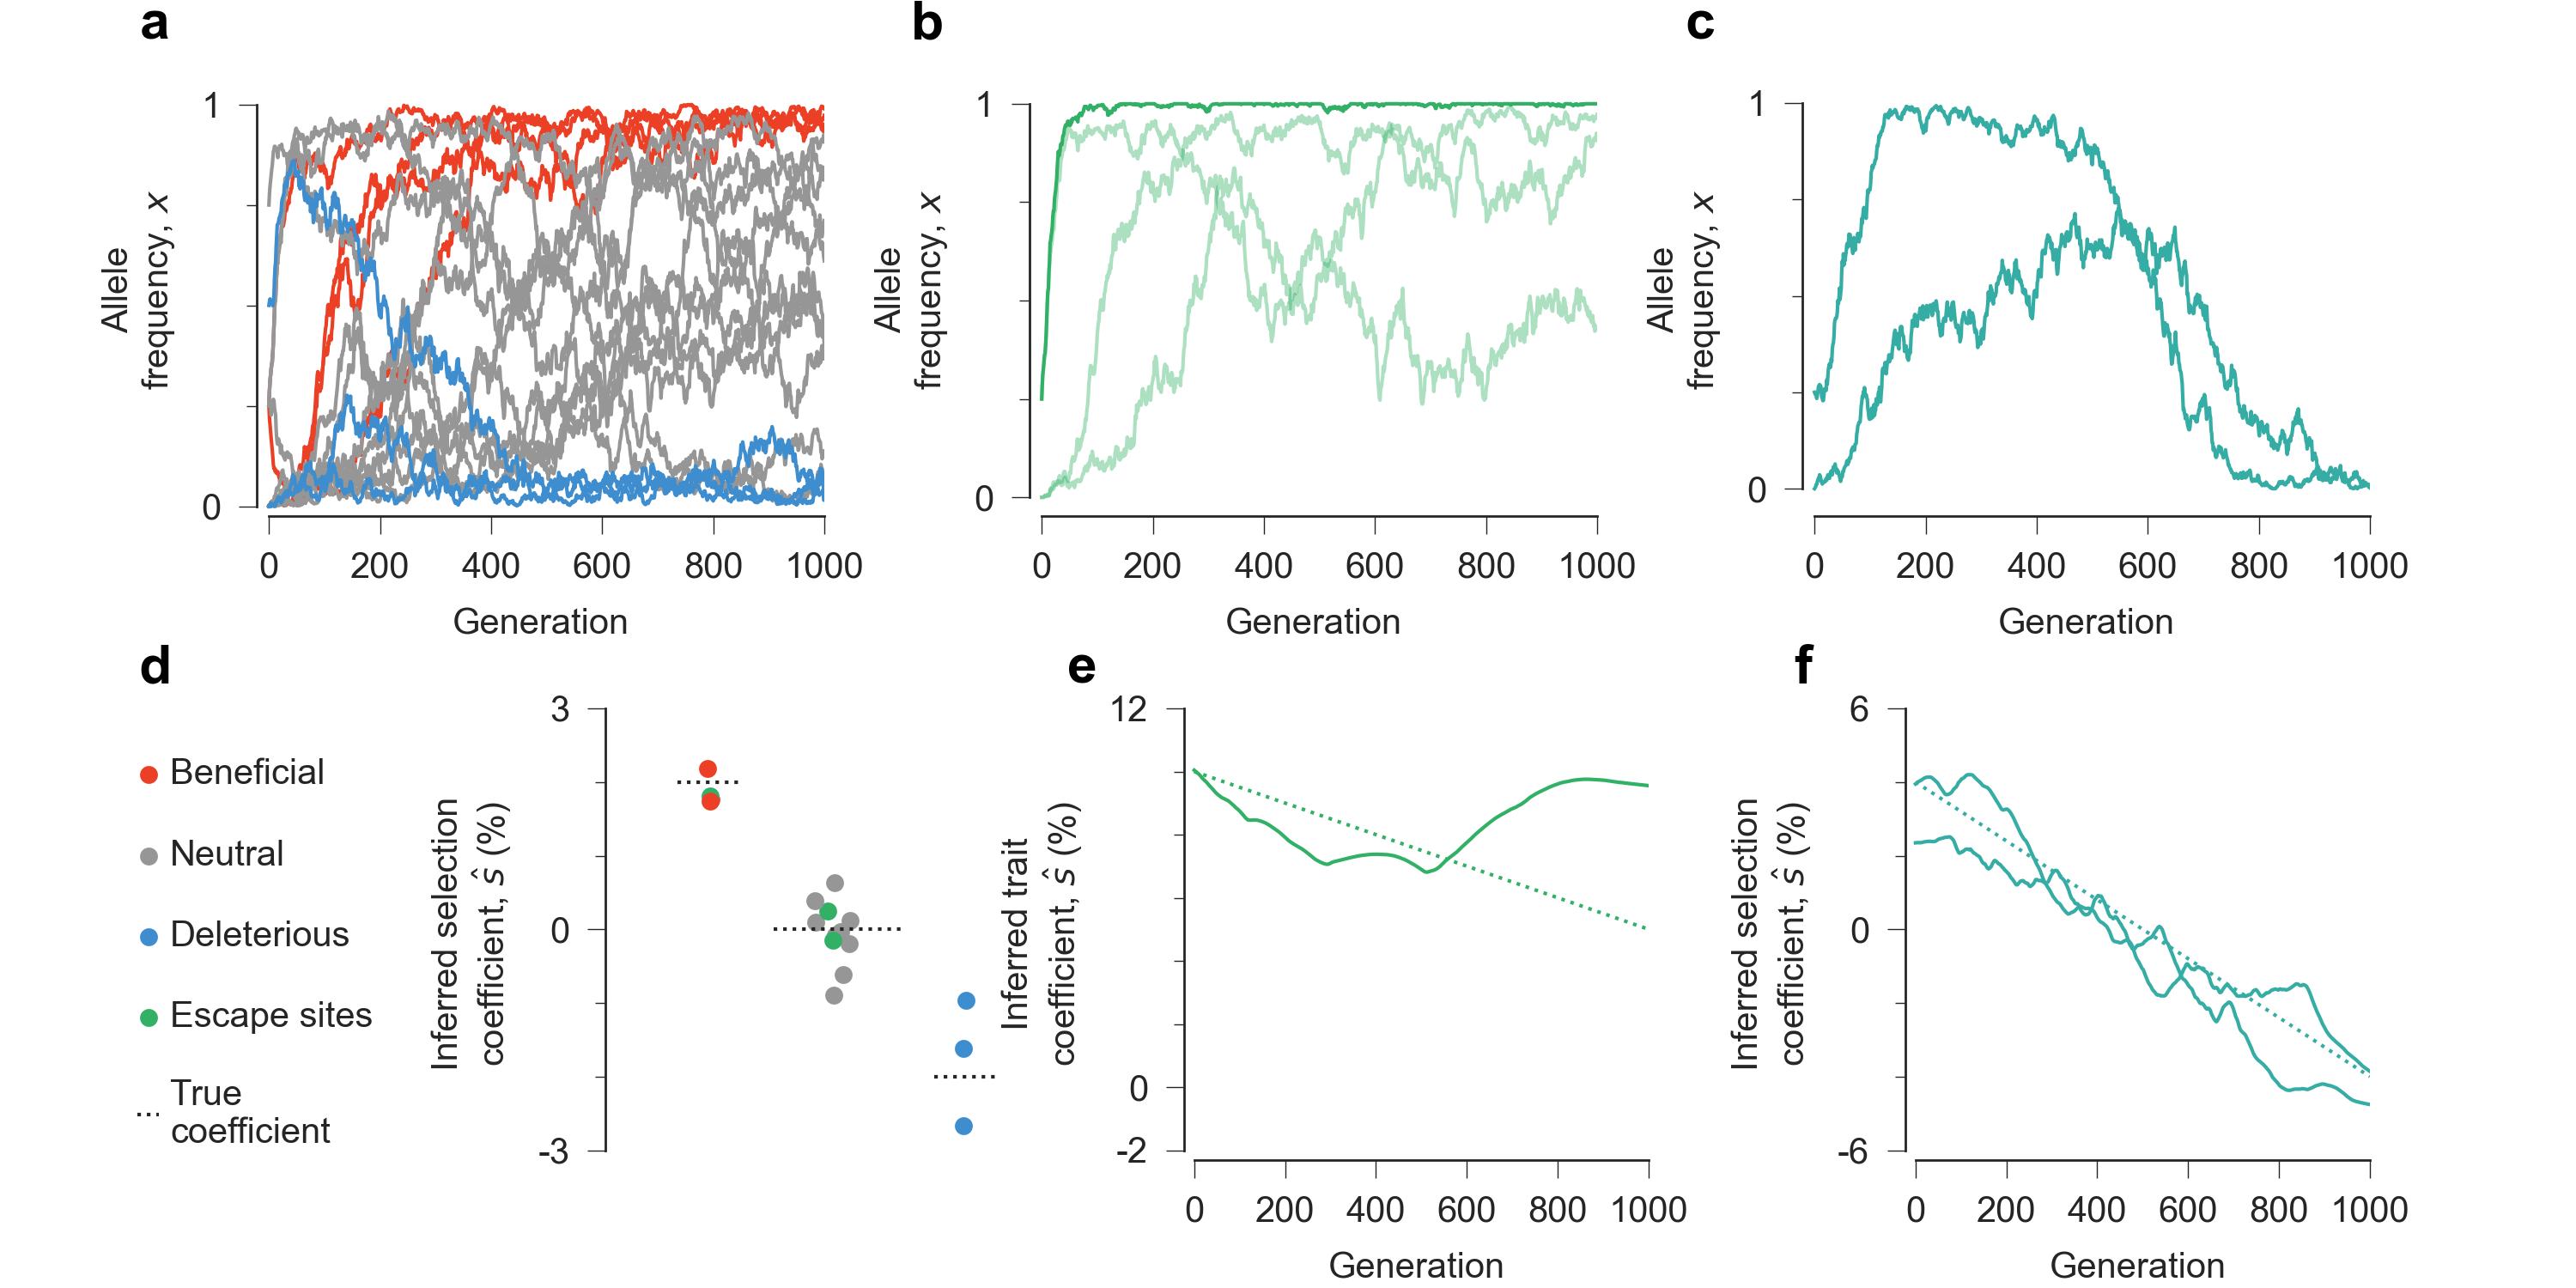 a
1
0
Allele
frequency, x
0 200 400 600 800 1000
Generation
b
1
0
Allele
frequency, x
0 200 400 600 800 1000
Generation
c
1
0
Allele
frequency, x
0 200 400 600 800 1000
Generation
d
Beneficial
Neutral
Deleterious
Escape sites
True
coefficient
Inferred selection
coefficient, ŝ (%)
3
0
-3
e
Inferred trait
coefficient, ŝ (%)
12
0
-2
0 200 400 600 800 1000
Generation
f
Inferred selection
coefficient, ŝ (%)
6
0
-6
0 200 400 600 800 1000
Generation